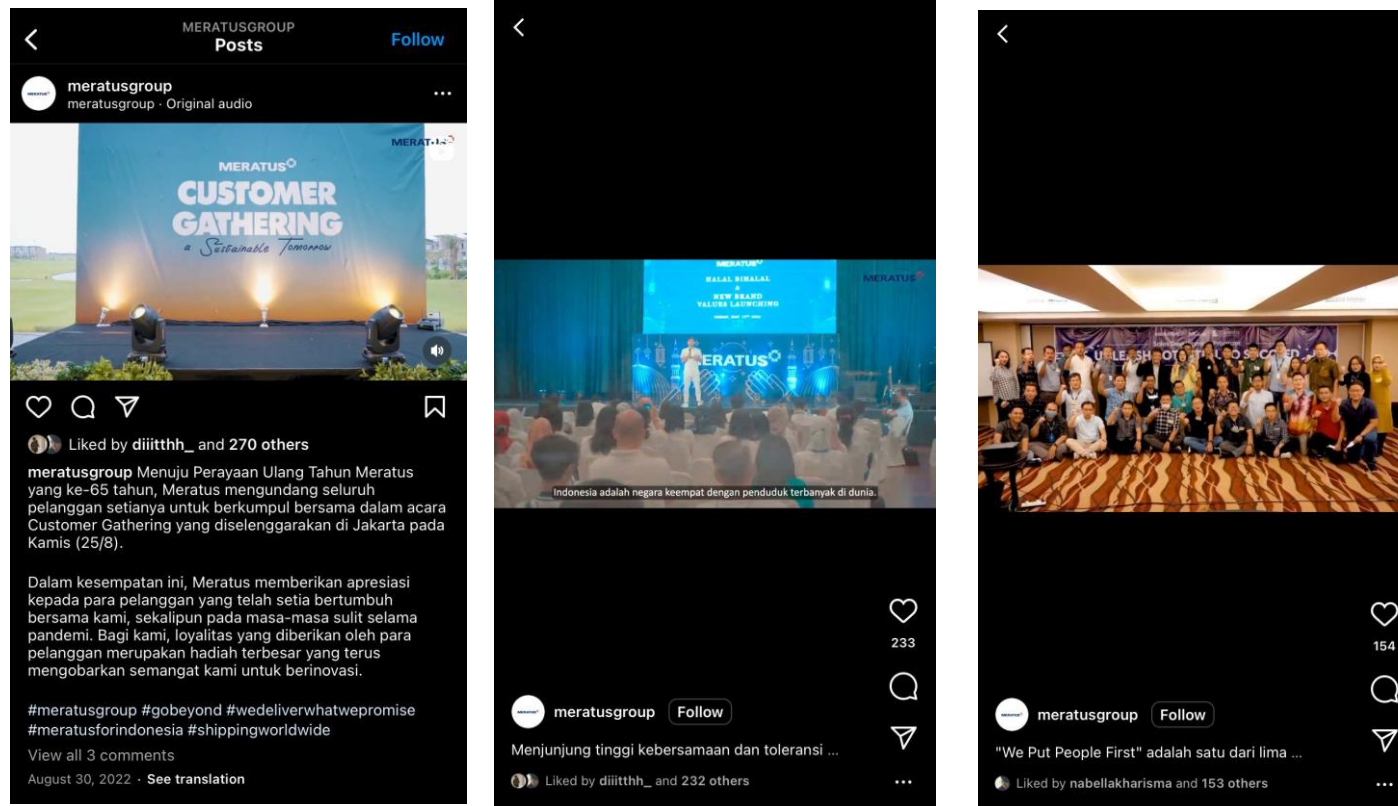 MERATUSGROUP
Posts
Follow
meratusgroup
meratusgroup · Original audio
MERATUS
MERATUS
CUSTOMER
GATHERING
a Sustainable Tomorrow
Liked by diiitthh_ and 270 others
meratusgroup Menuju Perayaan Ulang Tahun Meratus
yang ke-65 tahun, Meratus mengundang seluruh
pelanggan setianya untuk berkumpul bersama dalam acara
Customer Gathering yang diselenggarakan di Jakarta pada
Kamis (25/8).
Dalam kesempatan ini, Meratus memberikan apresiasi
kepada para pelanggan yang telah setia bertumbuh
bersama kami, sekalipun pada masa-masa sulit selama
pandemi. Bagi kami, loyalitas yang diberikan oleh para
pelanggan merupakan hadiah terbesar yang terus
mengobarkan semangat kami untuk berinovasi.
#meratusgroup #gobeyond #wedeliverwhatwepromise
#meratusforindonesia #shippingworldwide
View all 3 comments
August 30, 2022 · See translation
MERATUS
HALAL BIHALAL
&
NEW BRAND
VALUES LAUNCHING
MERATUS
MERATUS
Indonesia adalah negara keempat dengan penduduk terbanyak di dunia.
233
meratusgroup Follow
Menjunjung tinggi kebersamaan dan toleransi ...
Liked by diiitthh_ and 232 others
154
meratusgroup Follow
"We Put People First" adalah satu dari lima ...
Liked by nabellakharisma and 153 others